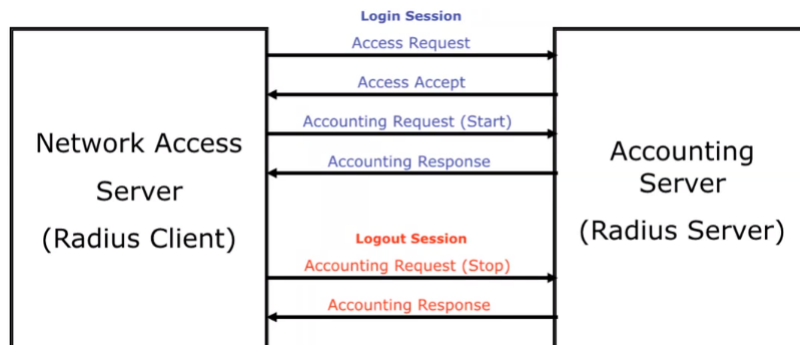 Login Session
Access Request
Access Accept
Accounting Request (Start)
Accounting Response
Network Access
Server
(Radius Client)
Accounting
Server
(Radius Server)
Logout Session
Accounting Request (Stop)
Accounting Response